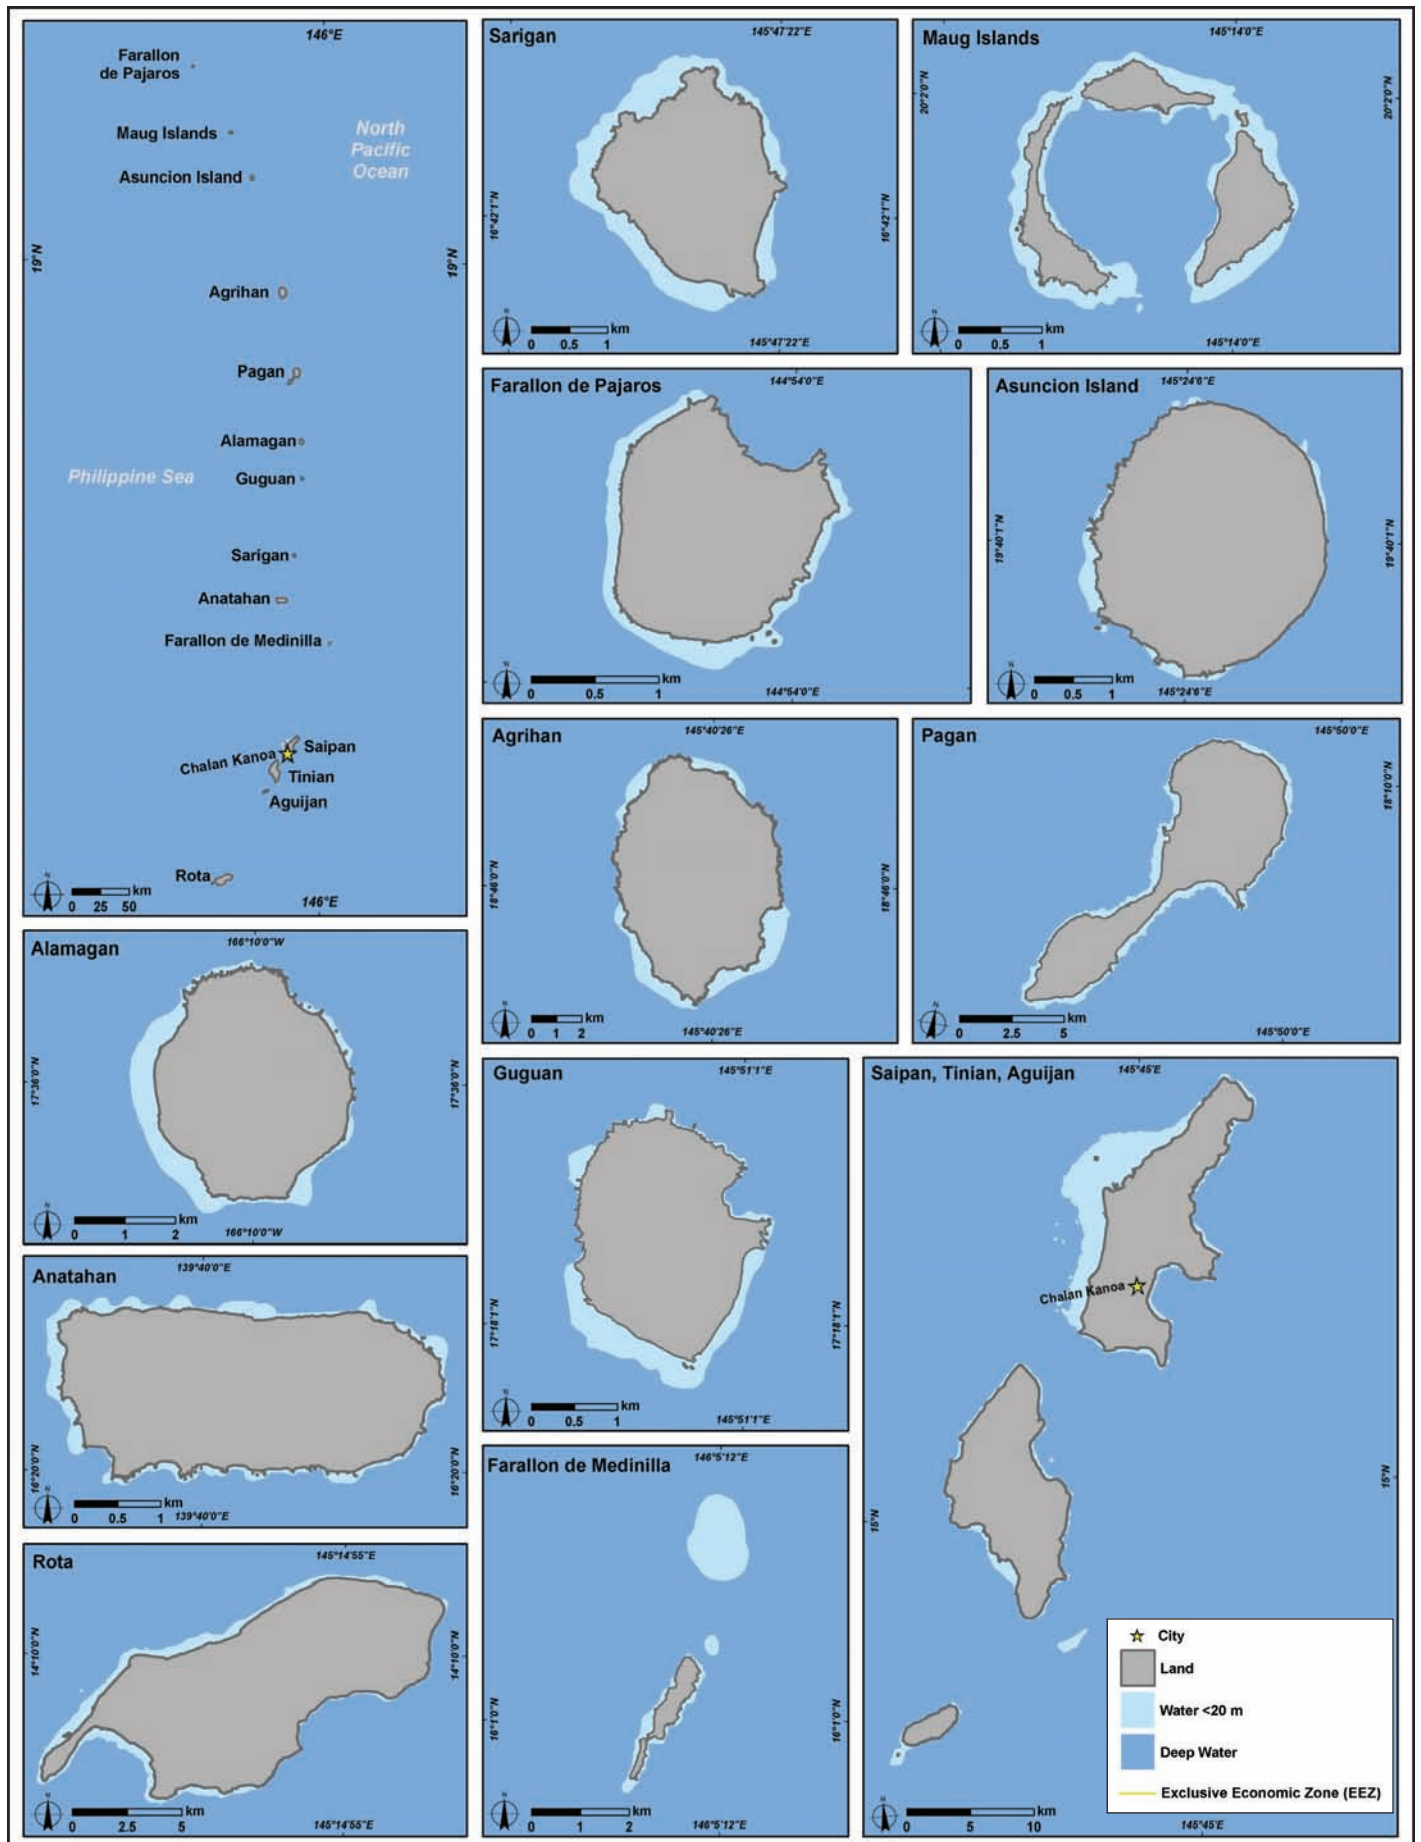 146°E
Farallon
de Pajaros
Maug Islands
North
Pacific
Ocean
Asuncion Island
19°N
19°N
Agrihan
Pagan
Alamagan
Philippine Sea
Guguan
Sarigan
Anatahan
Farallon de Medinilla
Saipan
Chalan Kanoa
Tinian
Aguijan
Rota
N
km
0 25 50
146°E
Sarigan
145°47'22"E
16°42'1"N
16°42'1"N
N
km
0 0.5 1
145°47'22"E
Maug Islands
145°14'0"E
20°2'0"N
20°2'0"N
N
km
0 0.5 1
145°14'0"E
Farallon de Pajaros
144°54'0"E
N
km
0 0.5 1
144°54'0"E
Asuncion Island
145°24'6"E
19°40'1"N
19°40'1"N
N
km
0 0.5 1
145°24'6"E
Agrihan
145°40'26"E
18°46'0"N
18°46'0"N
N
km
0 1 2
145°40'26"E
Pagan
145°50'0"E
18°10'0"N
N
km
0 2.5 5
145°50'0"E
Alamagan
166°10'0"W
17°36'0"N
17°36'0"N
N
km
0 1 2
166°10'0"W
Guguan
145°51'1"E
17°18'1"N
17°18'1"N
N
km
0 0.5 1
145°51'1"E
Saipan, Tinian, Aguijan
145°45'E
Chalan Kanoa
15°N
15°N
N
km
0 5 10
145°45'E
Anatahan
139°40'0"E
16°20'0"N
16°20'0"N
N
km
0 0.5 1
139°40'0"E
Farallon de Medinilla
146°5'12"E
16°1'0"N
16°1'0"N
N
km
0 1 2
146°5'12"E
Rota
145°14'55"E
14°10'0"N
14°10'0"N
N
km
0 2.5 5
145°14'55"E
City
Land
Water <20 m
Deep Water
Exclusive Economic Zone (EEZ)